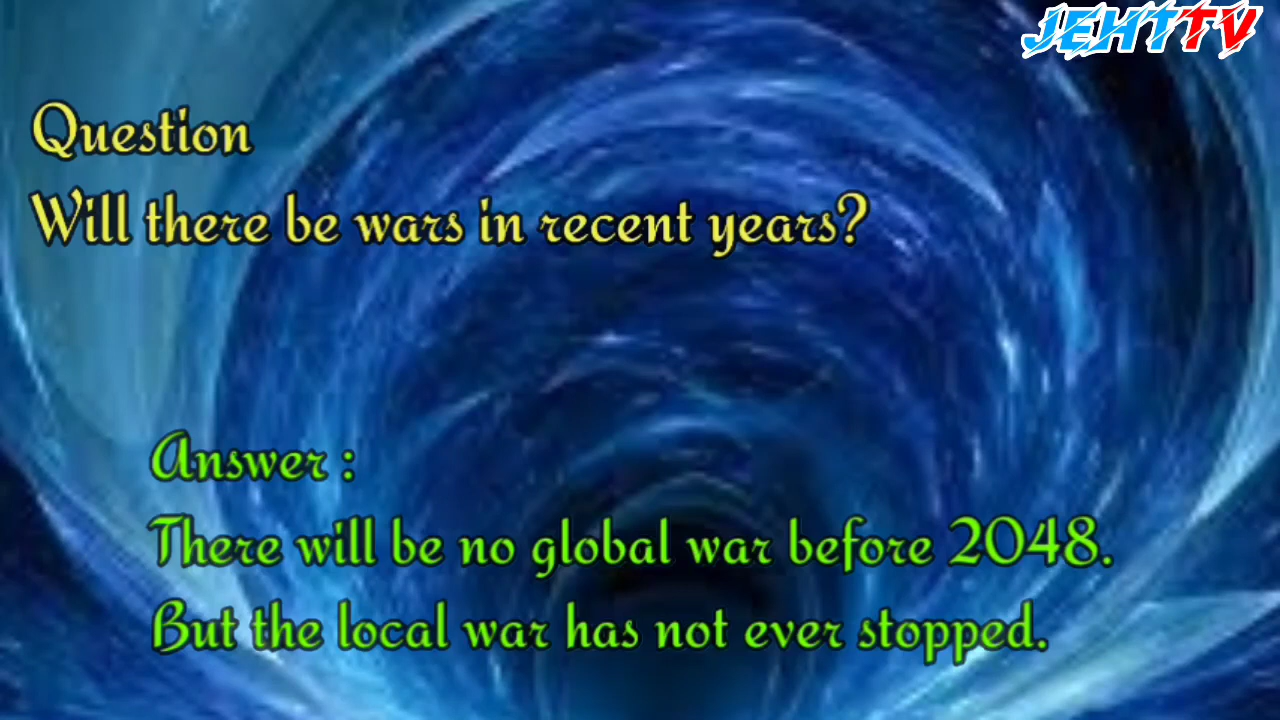 JEHTTV
Question
Will there be wars in recent years?
Answer :
There will be no global war before 2048.
But the local war has not ever stopped.